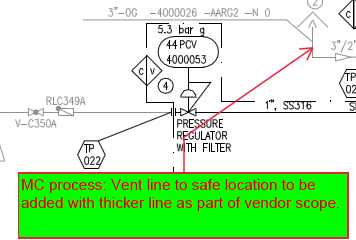 2
3"-OG -4000026 -AARG2 -N 0
5.3 bar g
44 PCV
4000053
C V
4
3"/2"
TP
02
RLC349A
V-C350A
1", SS316
S
PRESSURE
REGULATOR
WITH FILTER
TP
022
MC process: Vent line to safe location to be
added with thicker line as part of vendor scope.